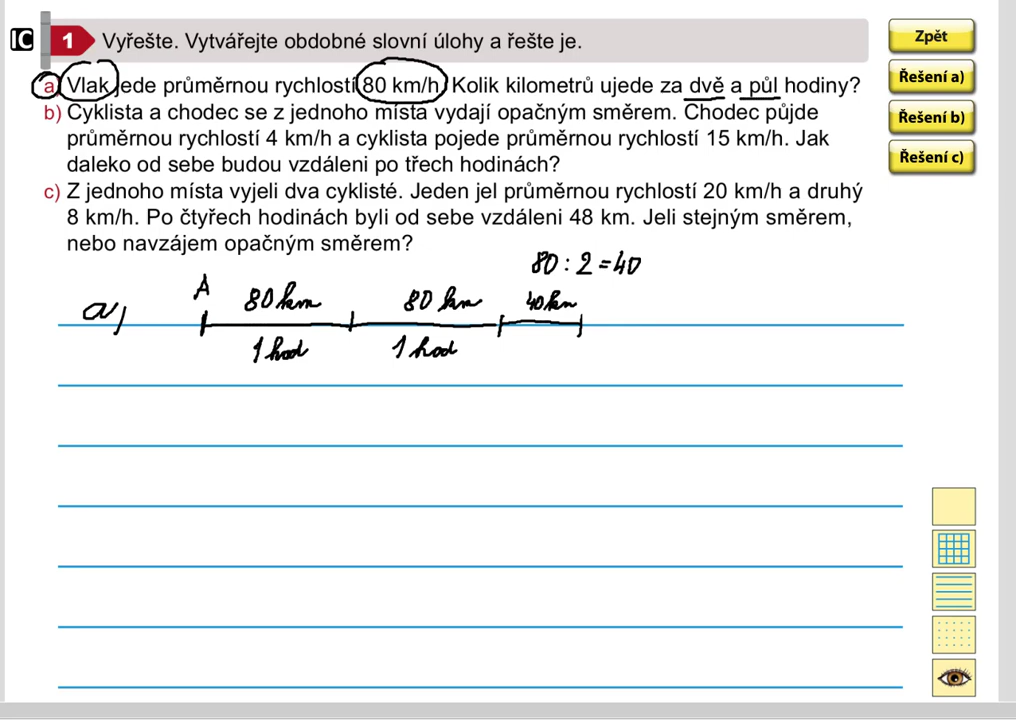 IC 1 Vyřešte. Vytvářejte obdobné slovní úlohy a řešte je.
Zpět
Řešení a)
Řešení b)
Řešení c)
a) Vlak jede průměrnou rychlostí 80 km/h. Kolik kilometrů ujede za dvě a půl hodiny?
b) Cyklista a chodec se z jednoho místa vydají opačným směrem. Chodec půjde
průměrnou rychlostí 4 km/h a cyklista pojede průměrnou rychlostí 15 km/h. Jak
daleko od sebe budou vzdáleni po třech hodinách?
c) Z jednoho místa vyjeli dva cyklisté. Jeden jel průměrnou rychlostí 20 km/h a druhý
8 km/h. Po čtyřech hodinách byli od sebe vzdáleni 48 km. Jeli stejným směrem,
nebo navzájem opačným směrem?
80 : 2 = 40
a) A 80 km 80 km 40 km
1 hod 1 hod